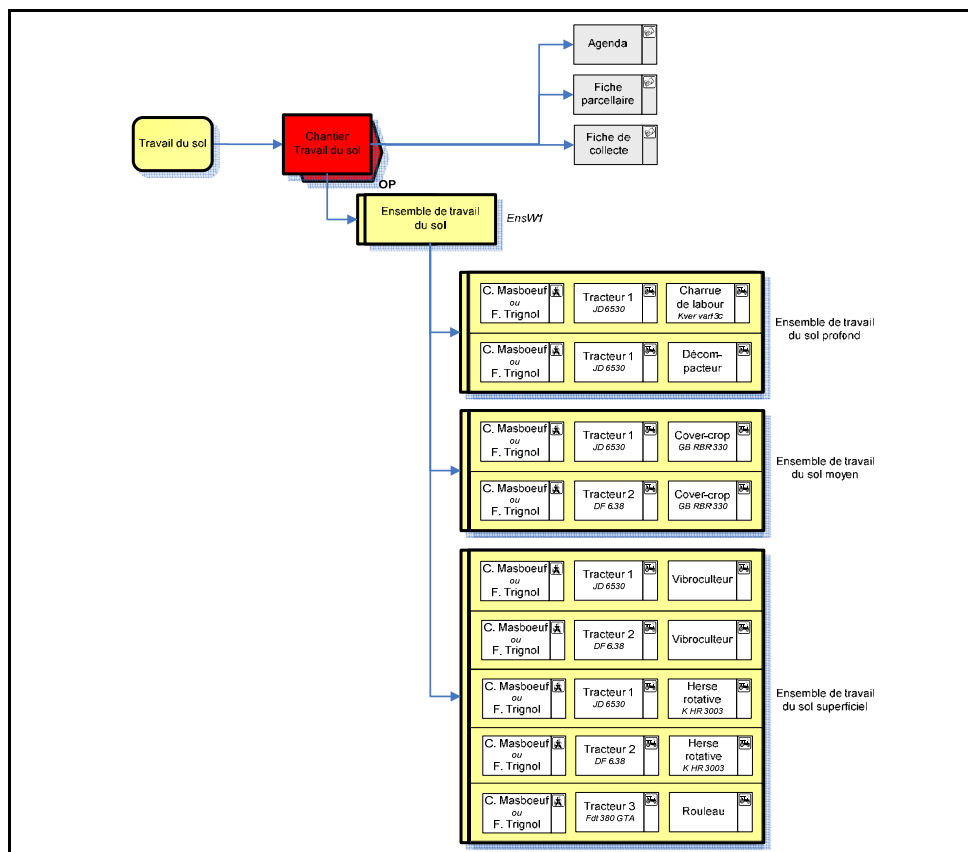 Agenda
Fiche
parcellaire
Fiche de
collecte
Travail du sol
Chantier
Travail du sol
OP
Ensemble de travail
du sol
EnsW1
C. Masboeuf
ou
F. Trignol
Tracteur 1
JD 6530
Charrue
de labour
Kver vari 3c
C. Masboeuf
ou
F. Trignol
Tracteur 1
JD 6530
Décom-
pacteur
Ensemble de travail
du sol profond
C. Masboeuf
ou
F. Trignol
Tracteur 1
JD 6530
Cover-crop
GB RBR 330
C. Masboeuf
ou
F. Trignol
Tracteur 2
DF 6.38
Cover-crop
GB RBR 330
Ensemble de travail
du sol moyen
C. Masboeuf
ou
F. Trignol
Tracteur 1
JD 6530
Vibroculteur
C. Masboeuf
ou
F. Trignol
Tracteur 2
DF 6.38
Vibroculteur
C. Masboeuf
ou
F. Trignol
Tracteur 1
JD 6530
Herse
rotative
K HR 3003
C. Masboeuf
ou
F. Trignol
Tracteur 2
DF 6.38
Herse
rotative
K HR 3003
C. Masboeuf
ou
F. Trignol
Tracteur 3
Fdt 380 GTA
Rouleau
Ensemble de travail
du sol superficiel